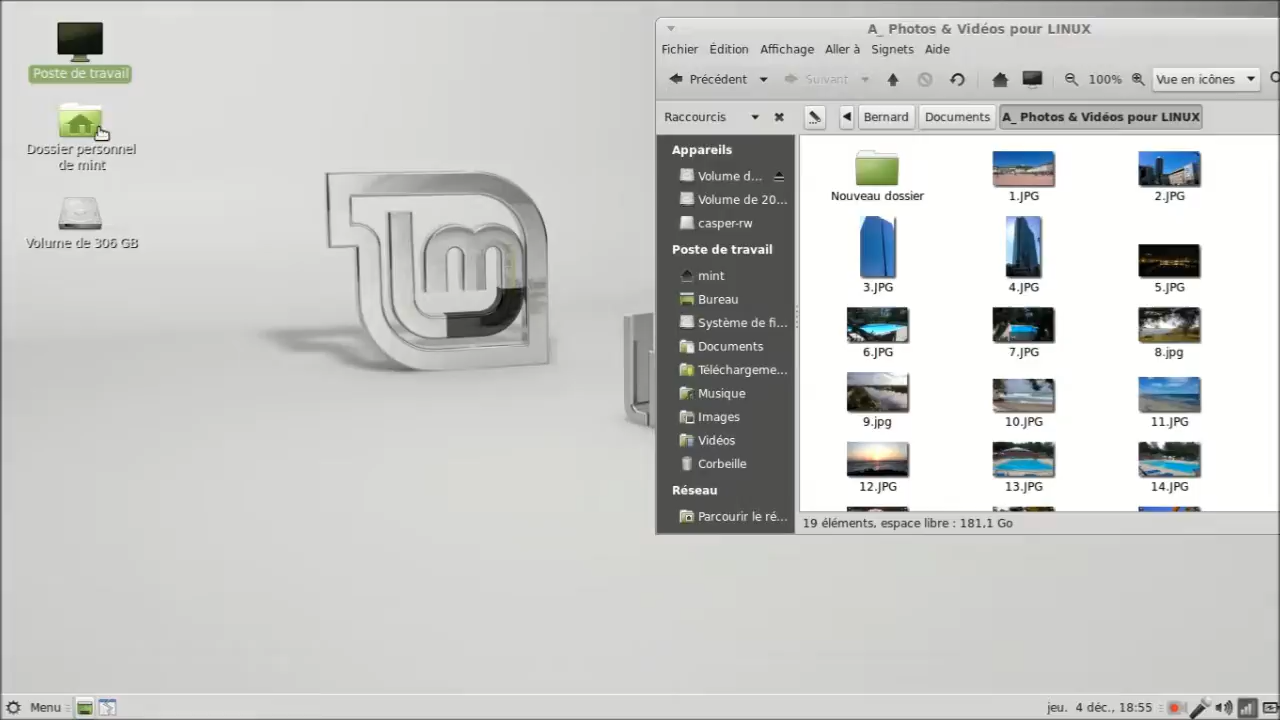 Poste de travail
Dossier personnel
de mint
Volume de 306 GB
A_ Photos & Vidéos pour LINUX
Fichier Édition Affichage Aller à Signets Aide
Précédent Suivant 100% Vue en icônes
Raccourcis Bernard Documents A_ Photos & Vidéos pour LINUX
Appareils
Volume d...
Volume de 20...
casper-rw
Poste de travail
mint
Bureau
Système de fi...
Documents
Téléchargeme...
Musique
Images
Vidéos
Corbeille
Réseau
Parcourir le ré...
Nouveau dossier 1.JPG 2.JPG
3.JPG 4.JPG 5.JPG
6.JPG 7.JPG 8.jpg
9.jpg 10.JPG 11.JPG
12.JPG 13.JPG 14.JPG
19 éléments, espace libre : 181,1 Go
Menu jeu. 4 déc., 18:55